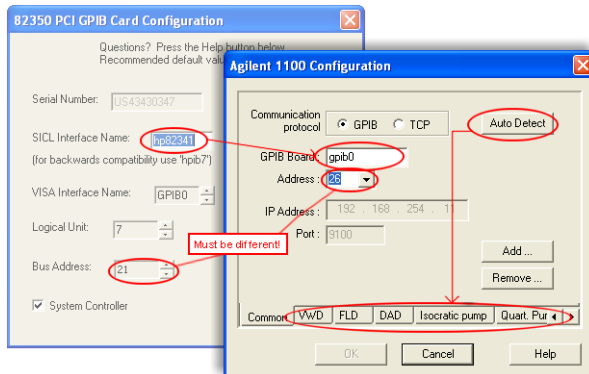 82350 PCI GPIB Card Configuration
Questions? Press the Help button below
Recommended default valu
Serial Number: US43430347
SICL Interface Name: hp82341
(for backwards compatibility use 'hpib7')
VISA Interface Name: GPIB0
Logical Unit: 7
Bus Address: 21
System Controller
Must be different!
Agilent 1100 Configuration
Communication
protocol
GPIB TCP
Auto Detect
GPIB Board: gpib0
Address: 26
IP Address: 192 . 168 . 254 . 11
Port: 9100
Add ...
Remove ...
Common VWD FLD DAD Isocratic pump Quart. Pur
OK Cancel Help